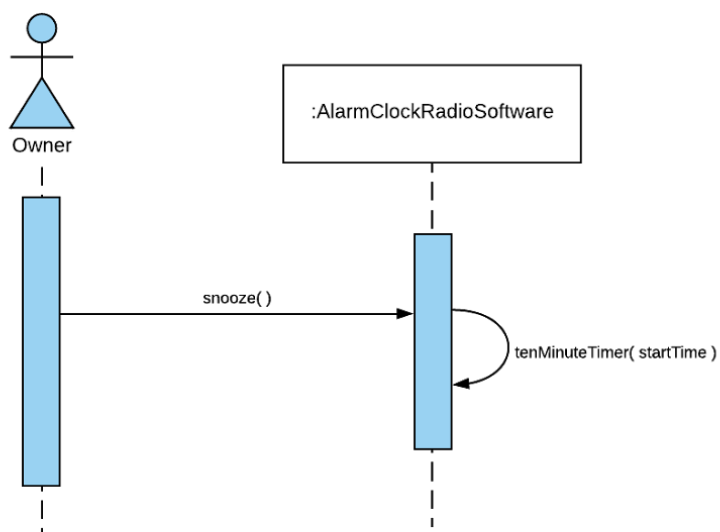 :AlarmClockRadioSoftware
Owner
snooze( )
tenMinuteTimer( startTime )